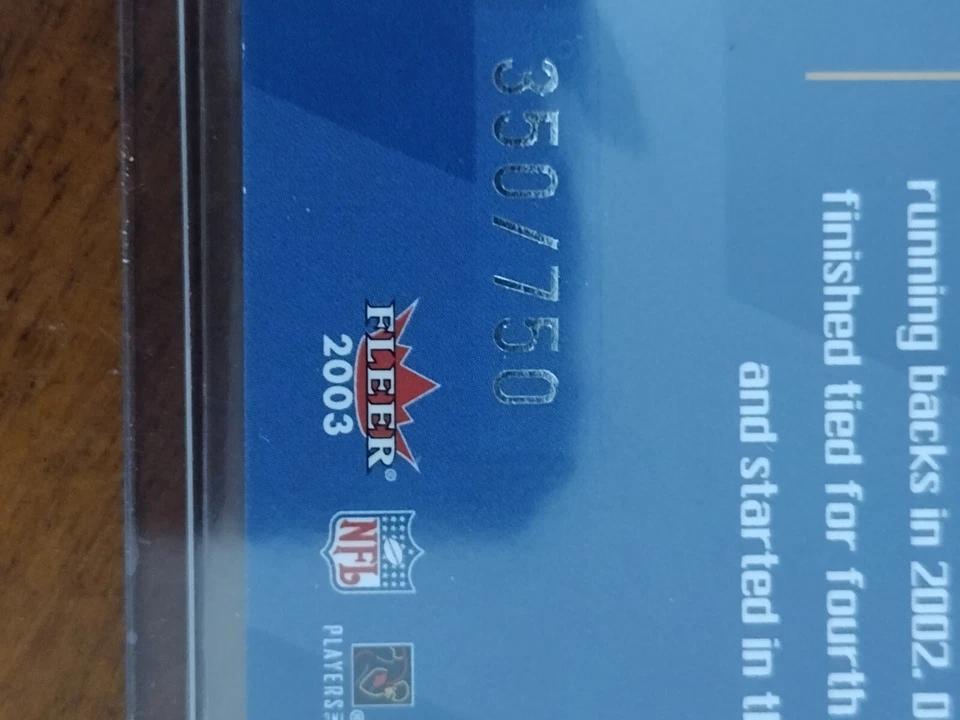 running backs in 2002.
finished tied for fourth
and started in
350/750
FLEER®
2003
NFL
PLAYERS